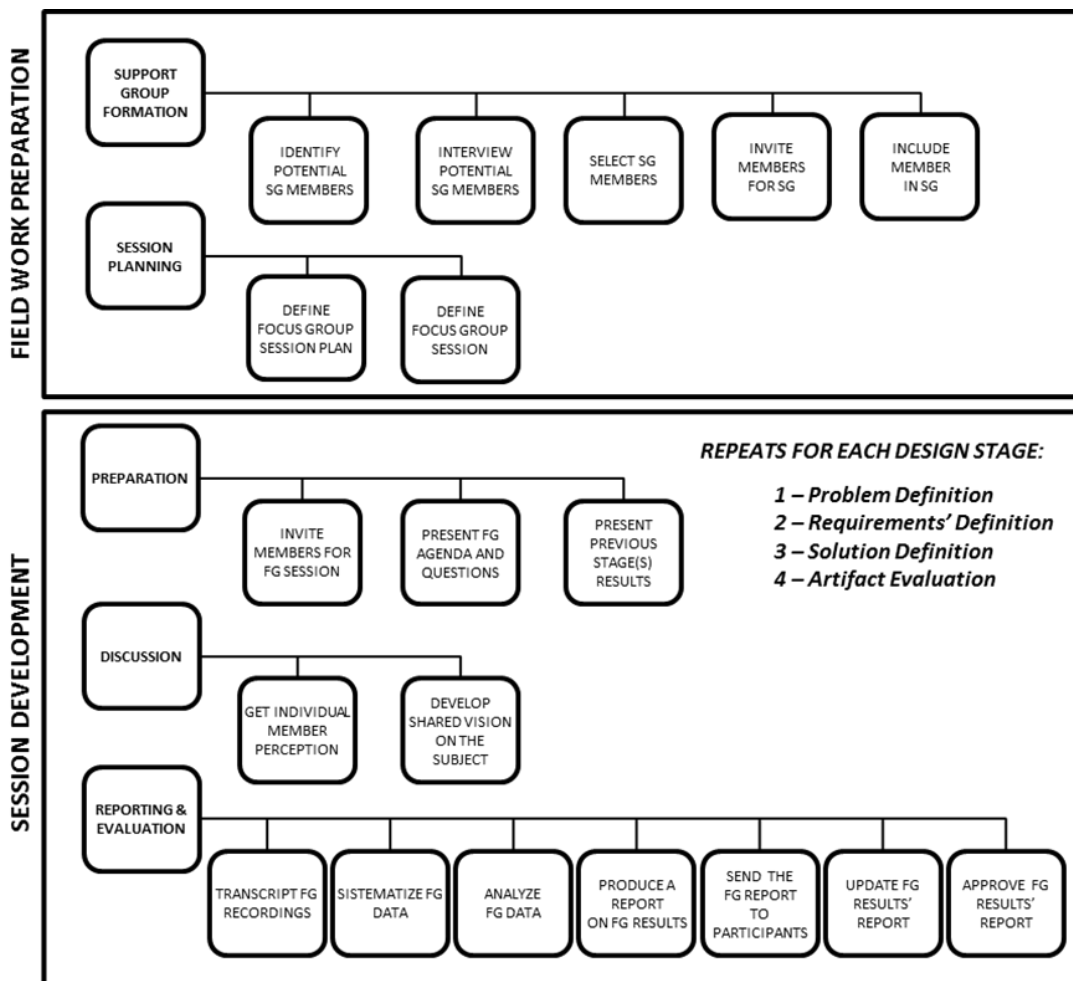 FIELD WORK PREPARATION
SUPPORT
GROUP
FORMATION
IDENTIFY
POTENTIAL
SG MEMBERS
INTERVIEW
POTENTIAL
SG MEMBERS
SELECT SG
MEMBERS
INVITE
MEMBERS
FOR SG
INCLUDE
MEMBER
IN SG
SESSION
PLANNING
DEFINE
FOCUS GROUP
SESSION PLAN
DEFINE
FOCUS GROUP
SESSION
SESSION DEVELOPMENT
PREPARATION
INVITE
MEMBERS FOR
FG SESSION
PRESENT FG
AGENDA AND
QUESTIONS
PRESENT
PREVIOUS
STAGE(S)
RESULTS
REPEATS FOR EACH DESIGN STAGE:
1 – Problem Definition
2 – Requirements’ Definition
3 – Solution Definition
4 – Artifact Evaluation
DISCUSSION
GET INDIVIDUAL
MEMBER
PERCEPTION
DEVELOP
SHARED VISION
ON THE
SUBJECT
REPORTING &
EVALUATION
TRANSCRIPT FG
RECORDINGS
SISTEMATIZE FG
DATA
ANALYZE
FG DATA
PRODUCE A
REPORT
ON FG RESULTS
SEND THE
FG REPORT
TO
PARTICIPANTS
UPDATE FG
RESULTS’
REPORT
APPROVE FG
RESULTS’
REPORT